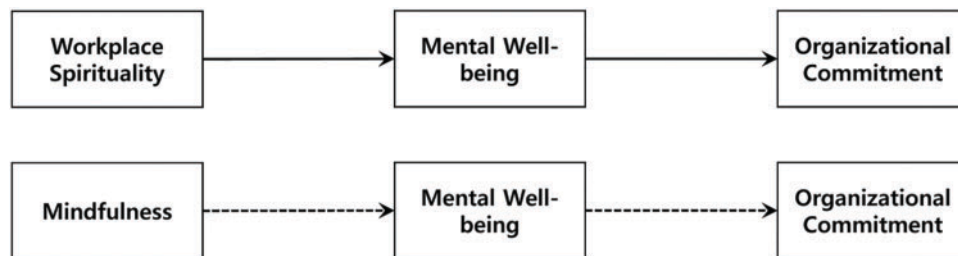 Workplace
Spirituality
Mental Well-
being
Organizational
Commitment
Mindfulness
Mental Well-
being
Organizational
Commitment